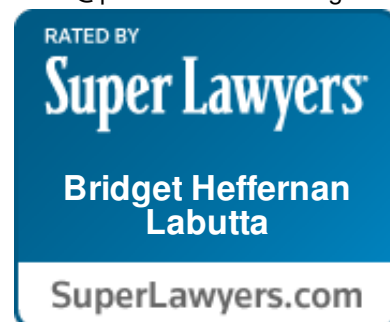 RATED BY
Super Lawyers
Bridget Heffernan
Labutta
SuperLawyers.com